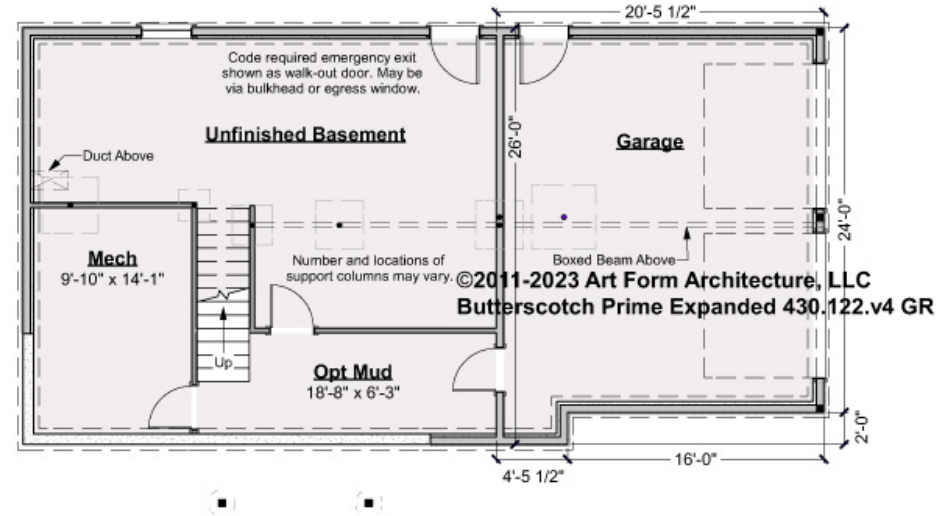 20'-5 1/2"
Code required emergency exit
shown as walk-out door. May be
via bulkhead or egress window.
Unfinished Basement
Garage
26'-0"
Duct Above
24'-0"
Mech
9'-10" x 14'-1"
Number and locations of
support columns may vary.
Boxed Beam Above
©2011-2023 Art Form Architecture, LLC
Butterscotch Prime Expanded 430.122.v4 GR
Up
Opt Mud
18'-8" x 6'-3"
2'-0"
4'-5 1/2"
16'-0"